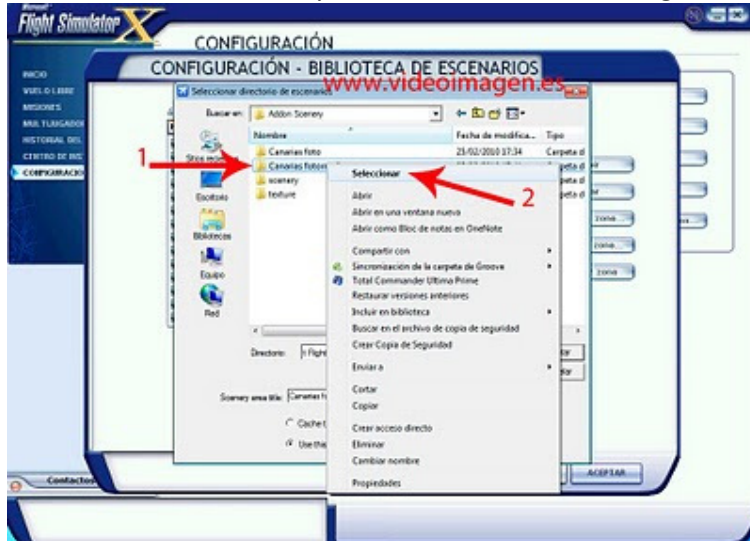 Flight Simulator X
CONFIGURACIÓN
CONFIGURACIÓN - BIBLIOTECA DE ESCENARIOS
www.videoimagen.es
INICIO
VUELO LIBRE
MISIONES
MULTIJUGADOR
HISTORIAL DEL
CENTRO DE
CONFIGURACIÓN
Seleccionar directorio de escenarios
Buscar en:
Addon Scenery
Nombre
Fecha de modifica...
Tipo
Canarias foto
23/02/2010 17:34
Carpeta d
Canarias fotor
Carpeta d
scenery
texture
Sitios
Escritorio
Bibliotecas
Equipo
Red
1
2
Seleccionar
Abrir
Abrir en una ventana nueva
Abrir como Bloc de notas en OneNote
Compartir con
Sincronización de la carpeta de Groove
Total Commander Ultima Prime
Restaurar versiones anteriores
Incluir en biblioteca
Buscar en el archivo de copia de seguridad
Crear Copia de Seguridad
Enviar a
Cortar
Copiar
Crear acceso directo
Eliminar
Cambiar nombre
Propiedades
Directorio:
Scenery area title:
Cache
Use this
zona...
zona...
zona
ACEPTAR
Contactos